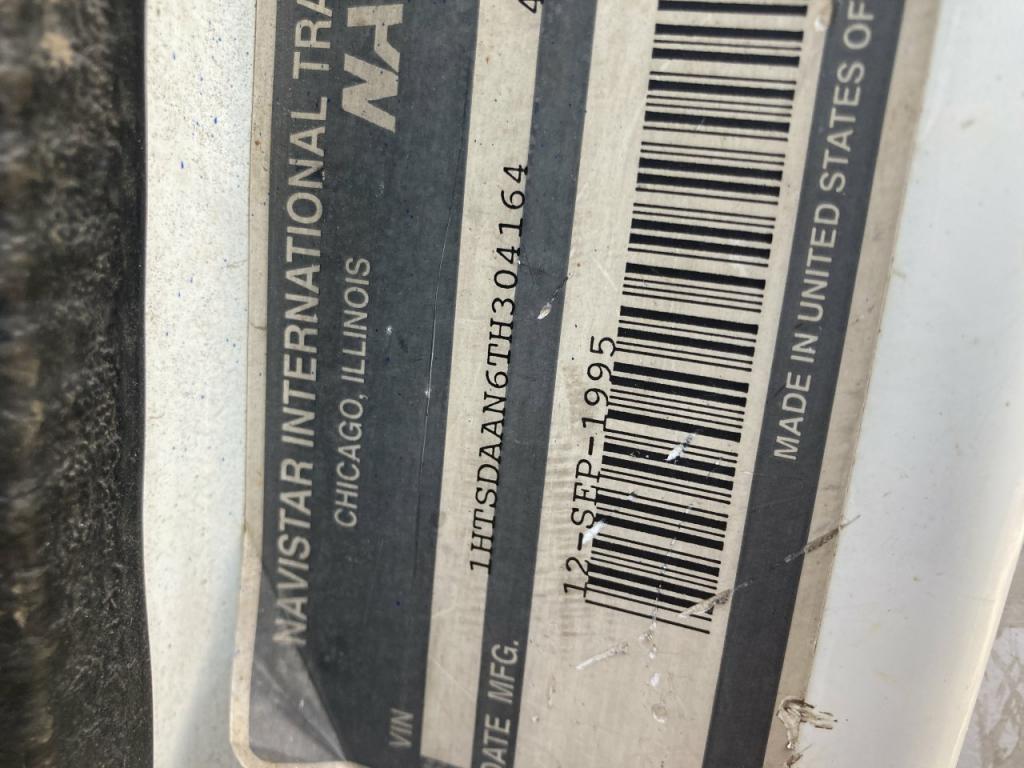 NAVISTAR INTERNATIONAL TRA
CHICAGO, ILLINOIS
NA
VIN
1HTSDAAN6TH304164
DATE MFG.
12-SEP-1995
MADE IN UNITED STATES OF